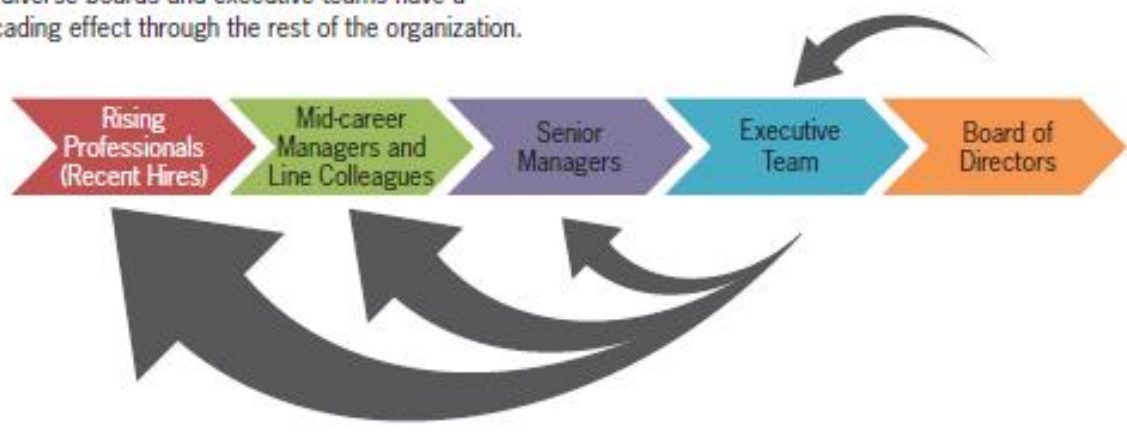 diverse boards and executive teams have a
cading effect through the rest of the organization.
Rising
Professionals
(Recent Hires)
Mid-career
Managers and
Line Colleagues
Senior
Managers
Executive
Team
Board of
Directors